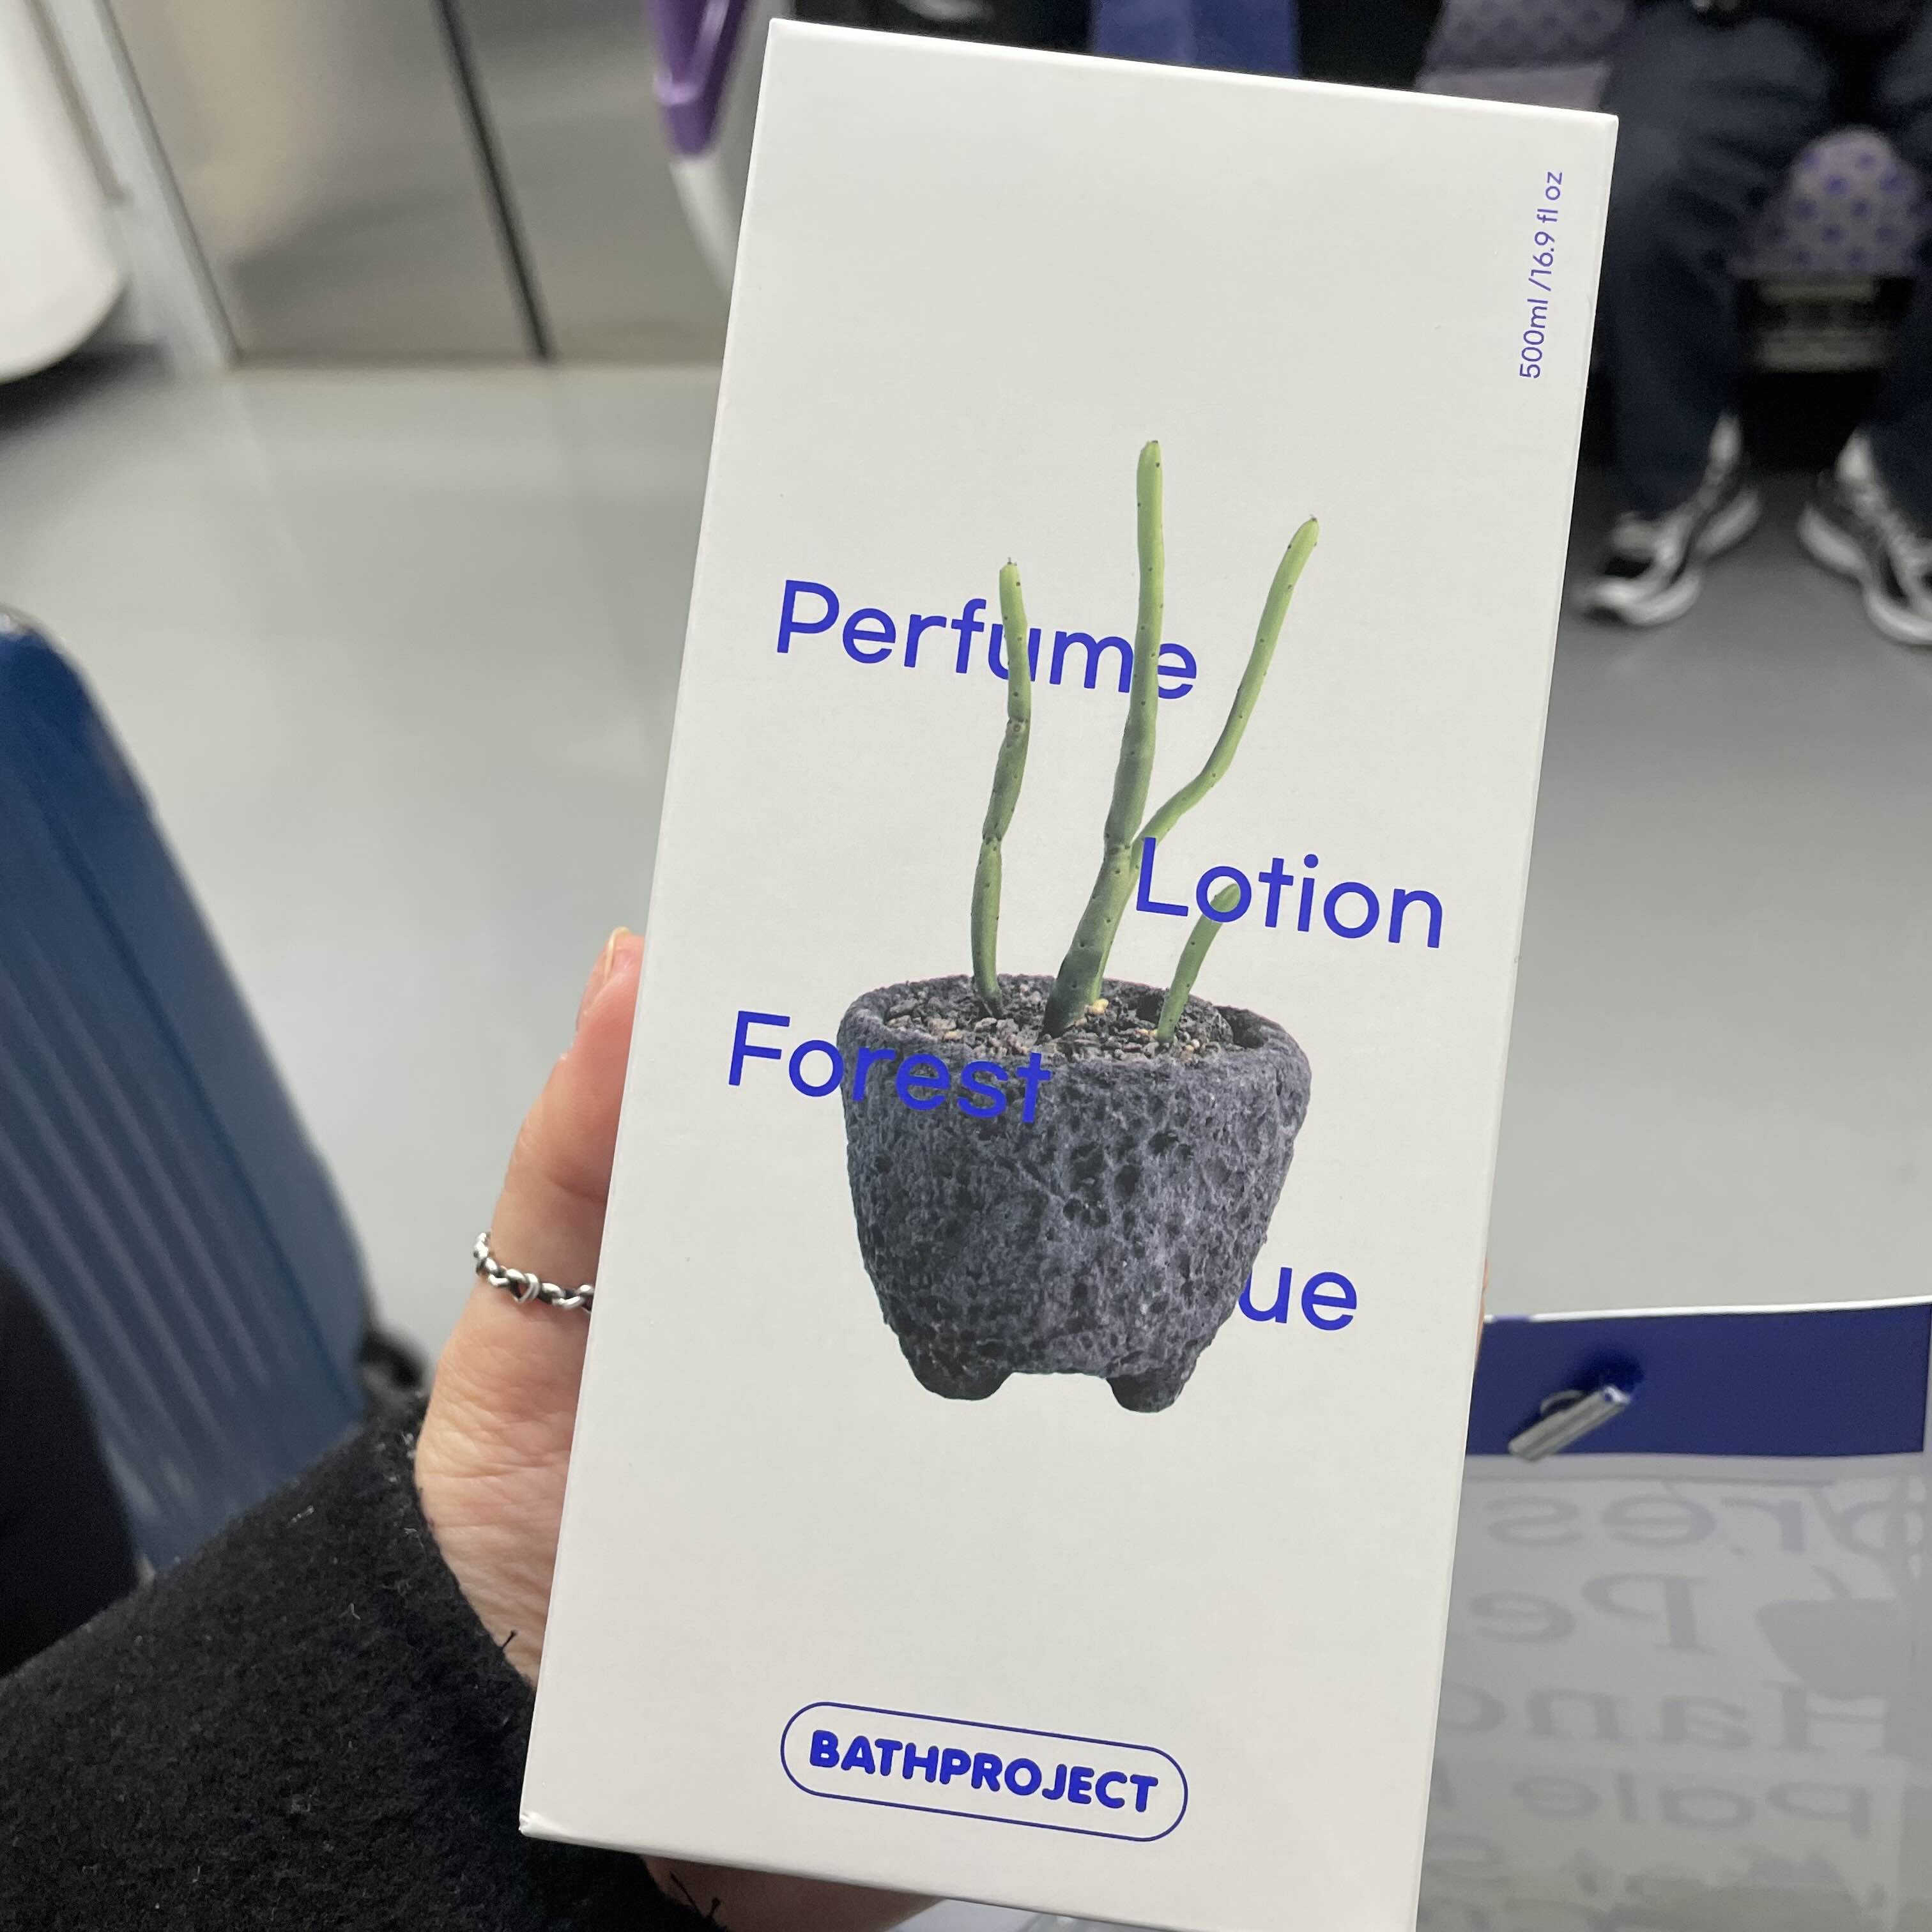 500ml /16.9 fl oz
Perfume
Lotion
Forest
ue
BATHPROJECT